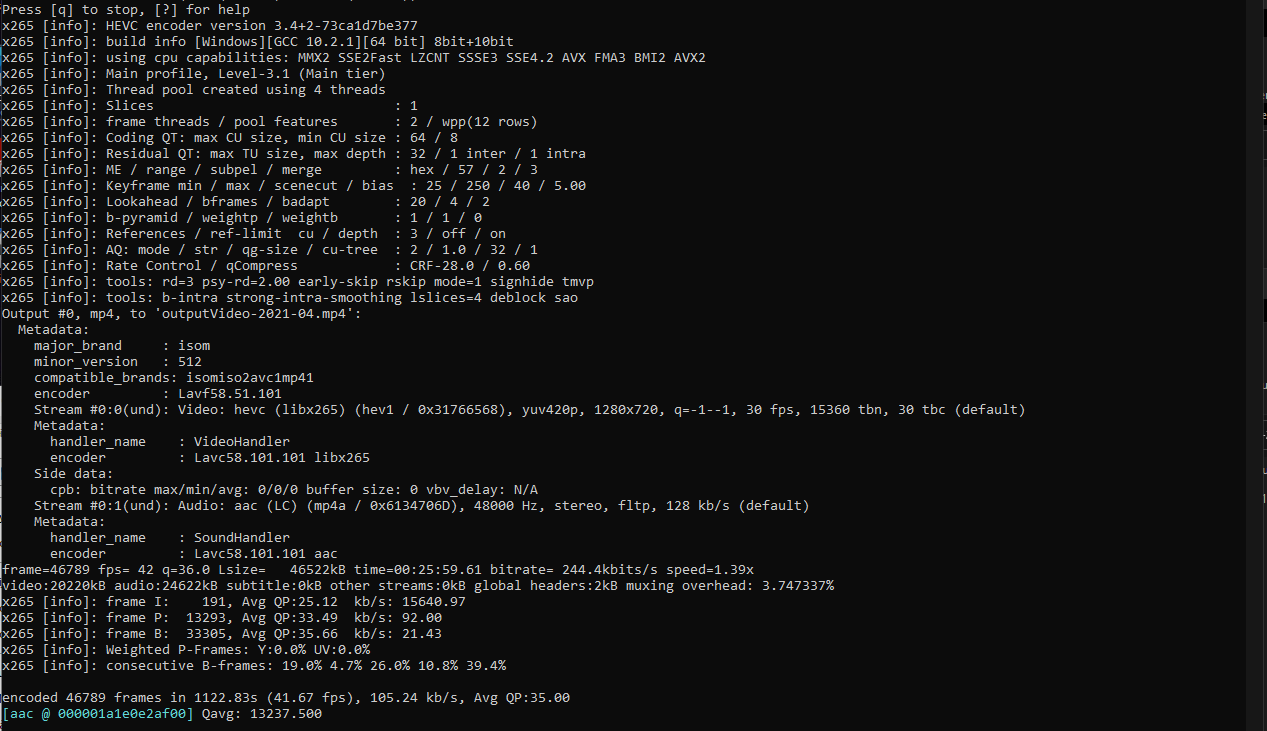 Press [q] to stop, [?] for help
x265 [info]: HEVC encoder version 3.4+2-73ca1d7be377
x265 [info]: build info [Windows][GCC 10.2.1][64 bit] 8bit+10bit
x265 [info]: using cpu capabilities: MMX2 SSE2Fast LZCNT SSSE3 SSE4.2 AVX FMA3 BMI2 AVX2
x265 [info]: Main profile, Level-3.1 (Main tier)
x265 [info]: Thread pool created using 4 threads
x265 [info]: Slices                              : 1
x265 [info]: frame threads / pool features       : 2 / wpp(12 rows)
x265 [info]: Coding QT: max CU size, min CU size : 64 / 8
x265 [info]: Residual QT: max TU size, max depth : 32 / 1 inter / 1 intra
x265 [info]: ME / range / subpel / merge         : hex / 57 / 2 / 3
x265 [info]: Keyframe min / max / scenecut / bias  : 25 / 250 / 40 / 5.00
x265 [info]: Lookahead / bframes / badapt        : 20 / 4 / 2
x265 [info]: b-pyramid / weightp / weightb       : 1 / 1 / 0
x265 [info]: References / ref-limit  cu / depth  : 3 / off / on
x265 [info]: AQ: mode / str / qg-size / cu-tree  : 2 / 1.0 / 32 / 1
x265 [info]: Rate Control / qCompress            : CRF-28.0 / 0.60
x265 [info]: tools: rd=3 psy-rd=2.00 early-skip rskip mode=1 signhide tmvp
x265 [info]: tools: b-intra strong-intra-smoothing lslices=4 deblock sao
Output #0, mp4, to 'outputVideo-2021-04.mp4':
  Metadata:
    major_brand     : isom
    minor_version   : 512
    compatible_brands: isomiso2avc1mp41
    encoder         : Lavf58.51.101
    Stream #0:0(und): Video: hevc (libx265) (hev1 / 0x31766568), yuv420p, 1280x720, q=-1--1, 30 fps, 15360 tbn, 30 tbc (default)
    Metadata:
      handler_name    : VideoHandler
      encoder         : Lavc58.101.101 libx265
    Side data:
      cpb: bitrate max/min/avg: 0/0/0 buffer size: 0 vbv_delay: N/A
    Stream #0:1(und): Audio: aac (LC) (mp4a / 0x6134706D), 48000 Hz, stereo, fltp, 128 kb/s (default)
    Metadata:
      handler_name    : SoundHandler
      encoder         : Lavc58.101.101 aac
frame=46789 fps= 42 q=36.0 Lsize=   46522kB time=00:25:59.61 bitrate= 244.4kbits/s speed=1.39x
video:20220kB audio:24622kB subtitle:0kB other streams:0kB global headers:2kB muxing overhead: 3.747337%
x265 [info]: frame I:    191, Avg QP:25.12  kb/s: 15640.97
x265 [info]: frame P:  13293, Avg QP:33.49  kb/s: 92.00
x265 [info]: frame B:  33305, Avg QP:35.66  kb/s: 21.43
x265 [info]: Weighted P-Frames: Y:0.0% UV:0.0%
x265 [info]: consecutive B-frames: 19.0% 4.7% 26.0% 10.8% 39.4%
encoded 46789 frames in 1122.83s (41.67 fps), 105.24 kb/s, Avg QP:35.00
[aac @ 000001a1e0e2af00] Qavg: 13237.500